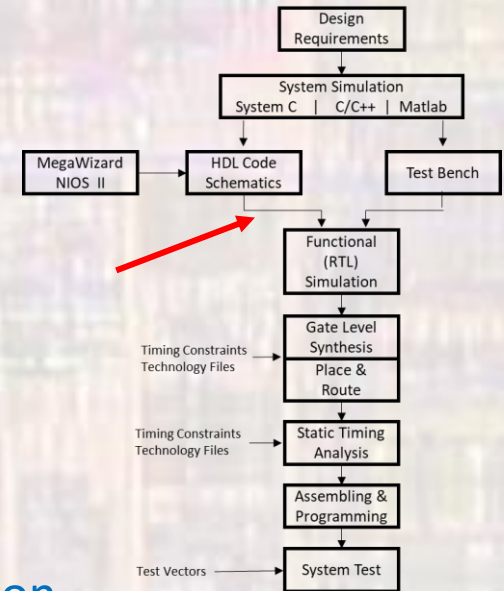 Design
Requirements
System Simulation
System C | C/C++ | Matlab
MegaWizard
NIOS II
HDL Code
Schematics
Test Bench
Functional
(RTL)
Simulation
Timing Constraints
Technology Files
Gate Level
Synthesis
Place &
Route
Timing Constraints
Technology Files
Static Timing
Analysis
Assembling &
Programming
Test Vectors
System Test
on